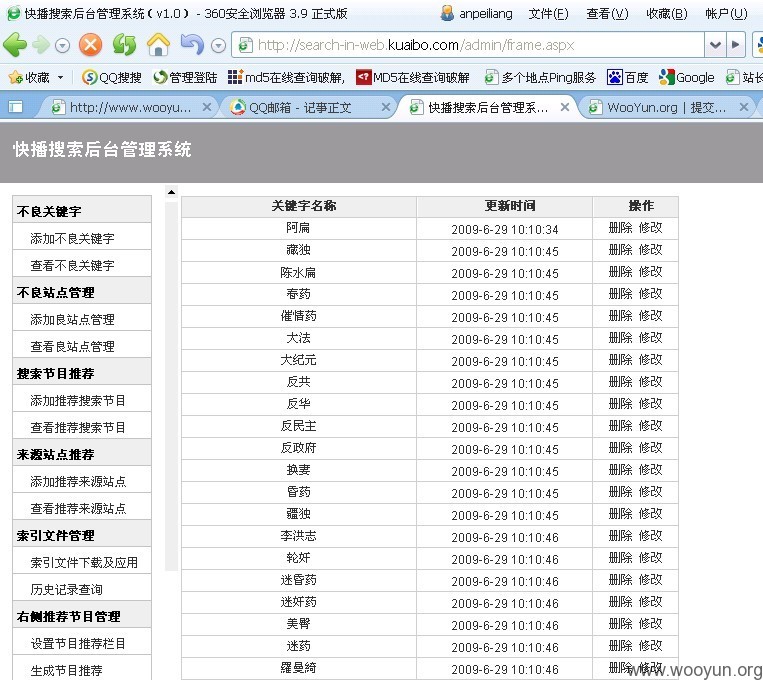 快播搜索后台管理系统（v1.0） - 360安全浏览器 3.9 正式版 anpeiliang 文件(F) 查看(V) 收藏(B) 帐户(U)
http://search-in-web.kuaibo.com/admin/frame.aspx
收藏 QQ搜搜 管理登陆 md5在线查询破解, MD5在线查询破解 多个地点Ping服务 百度 Google 站长
http://www.wooyu... QQ邮箱 - 记事正文 快播搜索后台管理系统... WooYun.org | 提交...
快播搜索后台管理系统
不良关键字
添加不良关键字
查看不良关键字
不良站点管理
添加良站点管理
查看良站点管理
搜索节目推荐
添加推荐搜索节目
查看推荐搜索节目
来源站点推荐
添加推荐来源站点
查看推荐来源站点
索引文件管理
索引文件下载及应用
历史记录查询
右侧推荐节目管理
设置节目推荐栏目
生成节目推荐
关键字名称 更新时间 操作
阿扁 2009-6-29 10:10:34 删除 修改
藏独 2009-6-29 10:10:45 删除 修改
陈水扁 2009-6-29 10:10:45 删除 修改
春药 2009-6-29 10:10:45 删除 修改
催情药 2009-6-29 10:10:45 删除 修改
大法 2009-6-29 10:10:45 删除 修改
大纪元 2009-6-29 10:10:45 删除 修改
反共 2009-6-29 10:10:45 删除 修改
反华 2009-6-29 10:10:45 删除 修改
反民主 2009-6-29 10:10:45 删除 修改
反政府 2009-6-29 10:10:45 删除 修改
换妻 2009-6-29 10:10:45 删除 修改
昏药 2009-6-29 10:10:45 删除 修改
疆独 2009-6-29 10:10:45 删除 修改
李洪志 2009-6-29 10:10:46 删除 修改
轮奸 2009-6-29 10:10:46 删除 修改
迷昏药 2009-6-29 10:10:46 删除 修改
迷奸药 2009-6-29 10:10:46 删除 修改
美臀 2009-6-29 10:10:46 删除 修改
迷药 2009-6-29 10:10:46 删除 修改
羅曼綺 2009-6-29 10:10:46 删除 修改
www.wooyun.org